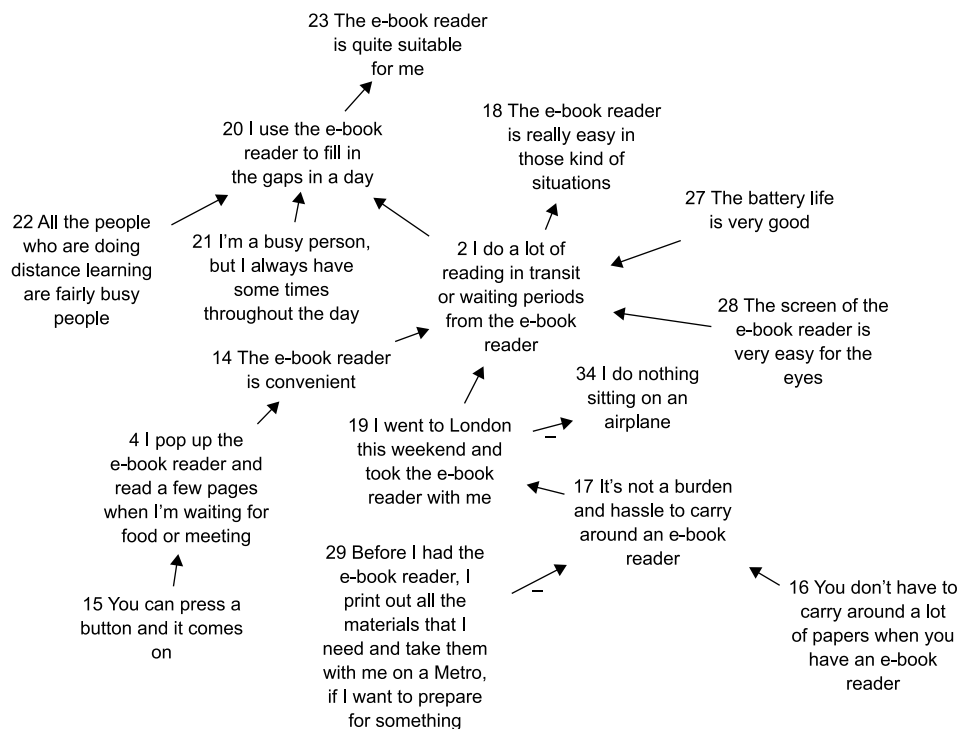 23 The e-book reader
is quite suitable
for me
18 The e-book reader
is really easy in
those kind of
situations
20 I use the e-book
reader to fill in
the gaps in a day
27 The battery life
is very good
22 All the people
who are doing
distance learning
are fairly busy
people
21 I'm a busy person,
but I always have
some times
throughout the day
2 I do a lot of
reading in transit
or waiting periods
from the e-book
reader
28 The screen of the
e-book reader is
very easy for the
eyes
14 The e-book reader
is convenient
34 I do nothing
sitting on an
airplane
4 I pop up the
e-book reader and
read a few pages
when I'm waiting for
food or meeting
19 I went to London
this weekend and
took the e-book
reader with me
–
17 It's not a burden
and hassle to carry
around an e-book
reader
29 Before I had the
e-book reader, I
print out all the
materials that I
need and take them
with me on a Metro,
if I want to prepare
for something
–
15 You can press a
button and it comes
on
16 You don't have to
carry around a lot
of papers when you
have an e-book
reader